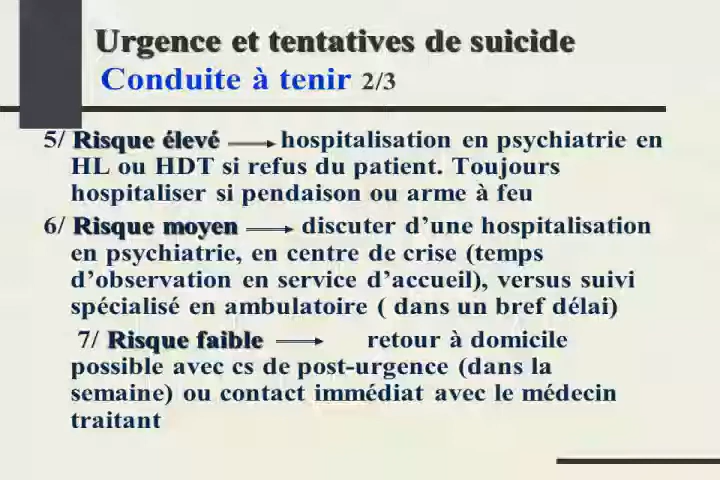 Urgence et tentatives de suicide
Conduite à tenir 2/3
5/ Risque élevé → hospitalisation en psychiatrie en
HL ou HDT si refus du patient. Toujours
hospitaliser si pendaison ou arme à feu
6/ Risque moyen → discuter d’une hospitalisation
en psychiatrie, en centre de crise (temps
d’observation en service d’accueil), versus suivi
spécialisé en ambulatoire ( dans un bref délai)
7/ Risque faible → retour à domicile
possible avec cs de post-urgence (dans la
semaine) ou contact immédiat avec le médecin
traitant